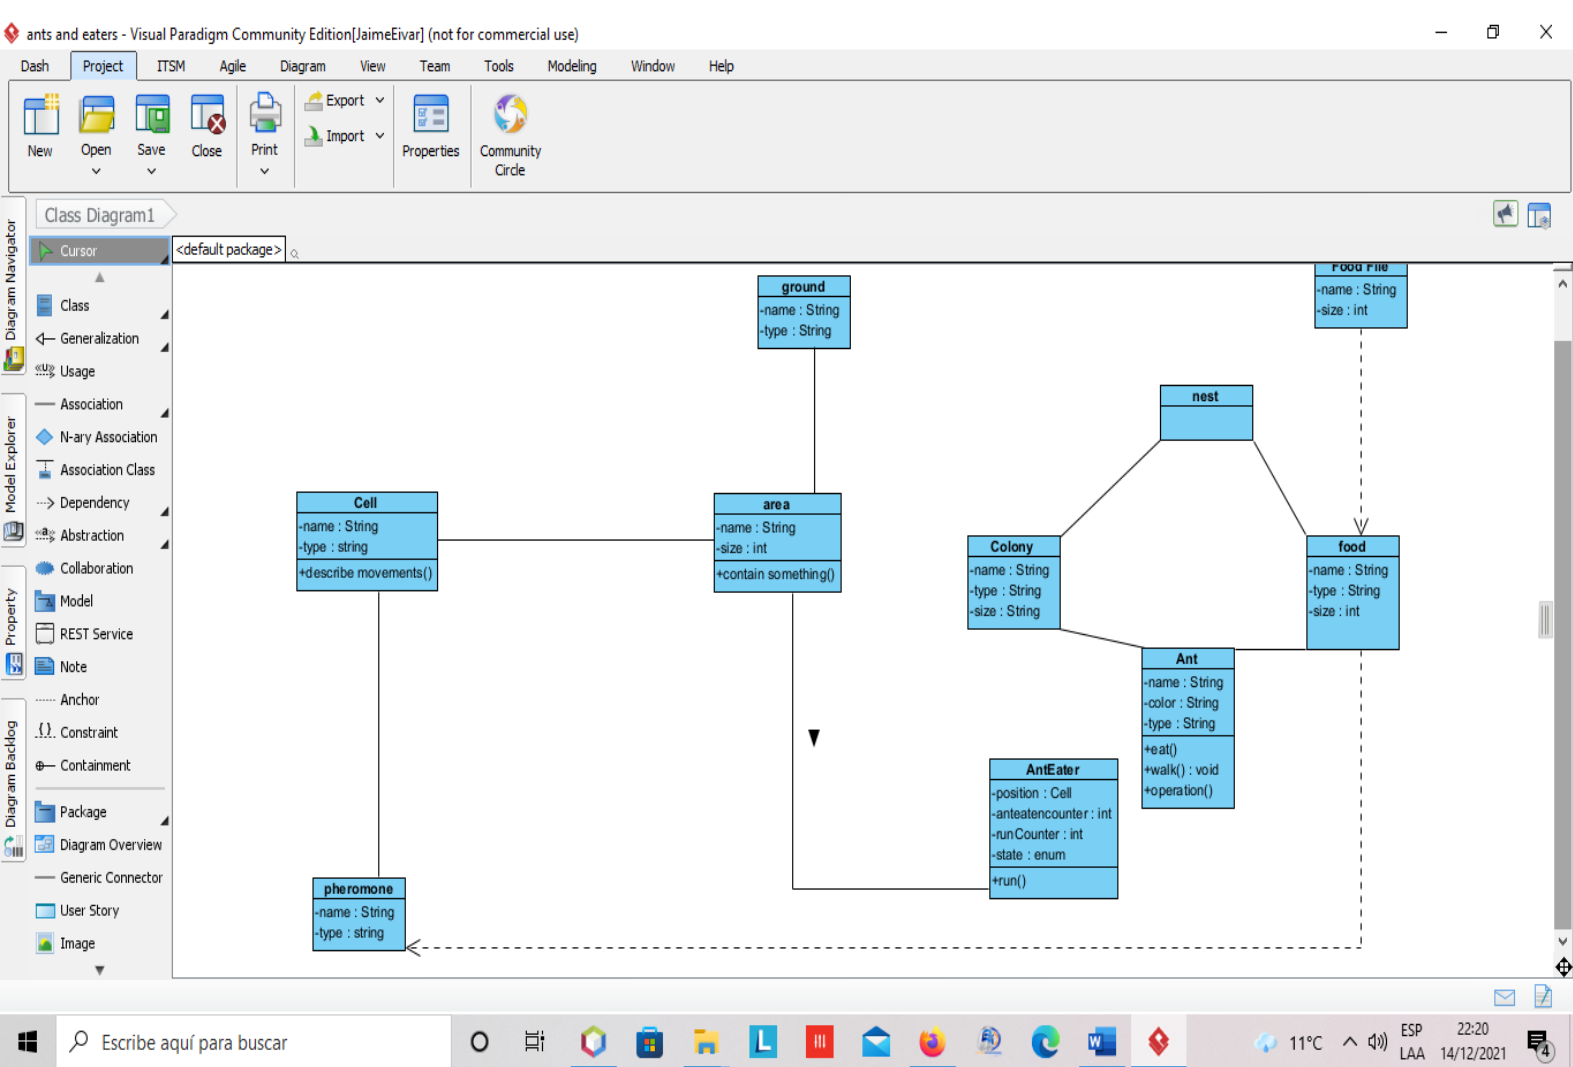 ants and eaters - Visual Paradigm Community Edition[JaimeEivar] (not for commercial use)
Dash Project ITSM Agile Diagram View Team Tools Modeling Window Help
New
Open
Save
Close
Print
Export
Import
Properties
Community
Circle
Class Diagram1
Diagram Navigator
Model Explorer
Property
Diagram Backlog
Cursor
Class
Generalization
«U» Usage
Association
N-ary Association
Association Class
Dependency
«a» Abstraction
Collaboration
Model
REST Service
Note
Anchor
{} Constraint
Containment
Package
Diagram Overview
Generic Connector
User Story
Image
<default package>
ground
-name : String
-type : String
Food File
-name : String
-size : int
nest
Cell
-name : String
-type : string
+describe movements()
area
-name : String
-size : int
+contain something()
Colony
-name : String
-type : String
-size : String
food
-name : String
-type : String
-size : int
Ant
-name : String
-color : String
-type : String
+eat()
+walk() : void
+operation()
AntEater
-position : Cell
-anteatencounter : int
-runCounter : int
-state : enum
+run()
pheromone
-name : String
-type : string
Escribe aquí para buscar
L
W
11°C
ESP
LAA
22:20
14/12/2021
4